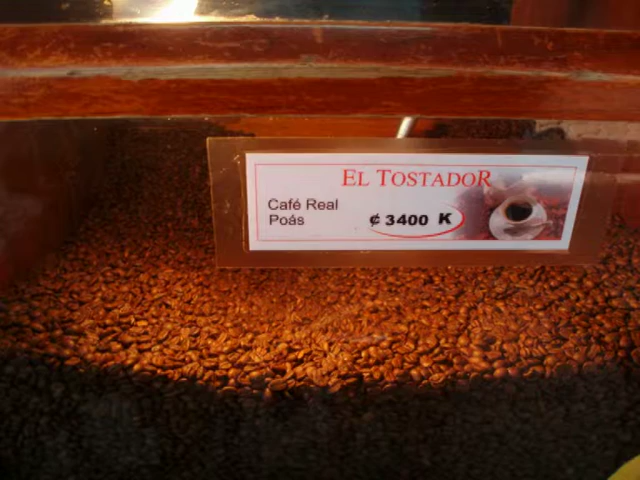 EL TOSTADOR
Café Real
Poás
₡ 3400 K